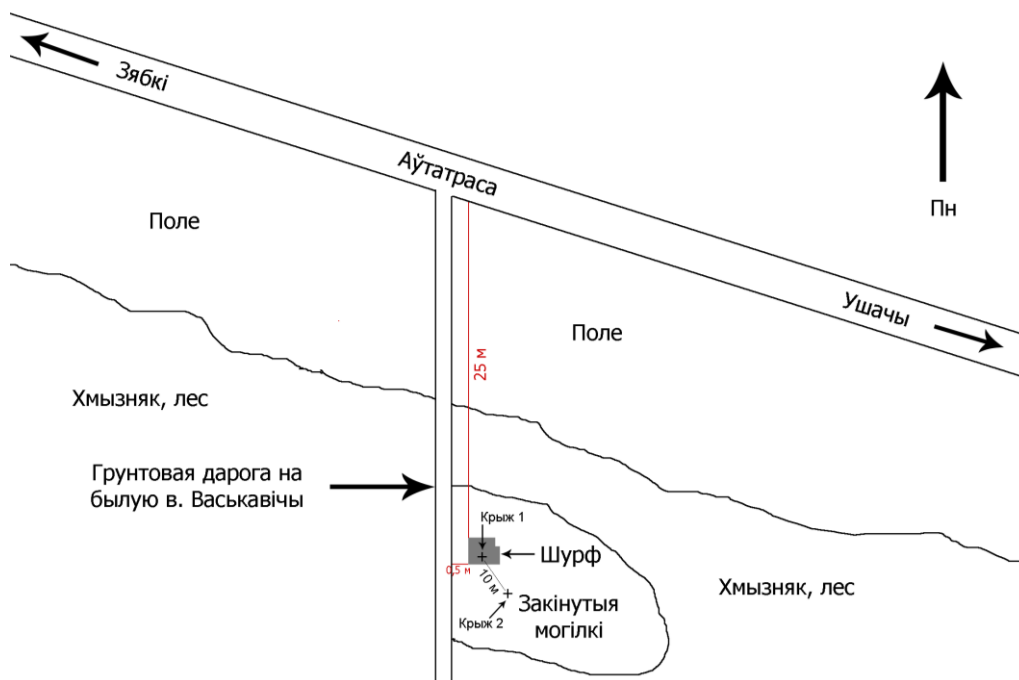 Зябкі
Аўтатраса
Пн
Поле
Ушачы
Поле
25 м
Хмызняк, лес
Грунтовая дарога на
былую в. Васькавічы
Крыж 1
Шурф
0,5 м
10 м
Хмызняк, лес
Закінутыя
могілкі
Крыж 2